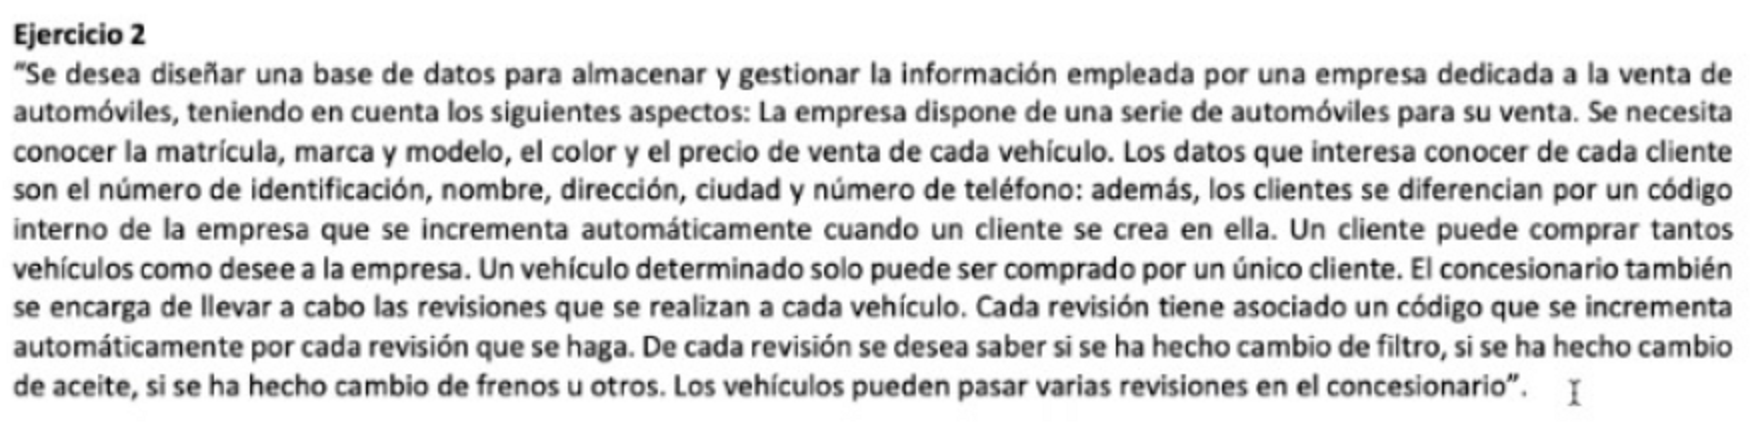 Ejercicio 2
"Se desea diseñar una base de datos para almacenar y gestionar la información empleada por una empresa dedicada a la venta de
automóviles, teniendo en cuenta los siguientes aspectos: La empresa dispone de una serie de automóviles para su venta. Se necesita
conocer la matrícula, marca y modelo, el color y el precio de venta de cada vehículo. Los datos que interesa conocer de cada cliente
son el número de identificación, nombre, dirección, ciudad y número de teléfono: además, los clientes se diferencian por un código
interno de la empresa que se incrementa automáticamente cuando un cliente se crea en ella. Un cliente puede comprar tantos
vehículos como desee a la empresa. Un vehículo determinado solo puede ser comprado por un único cliente. El concesionario también
se encarga de llevar a cabo las revisiones que se realizan a cada vehículo. Cada revisión tiene asociado un código que se incrementa
automáticamente por cada revisión que se haga. De cada revisión se desea saber si se ha hecho cambio de filtro, si se ha hecho cambio
de aceite, si se ha hecho cambio de frenos u otros. Los vehículos pueden pasar varias revisiones en el concesionario".